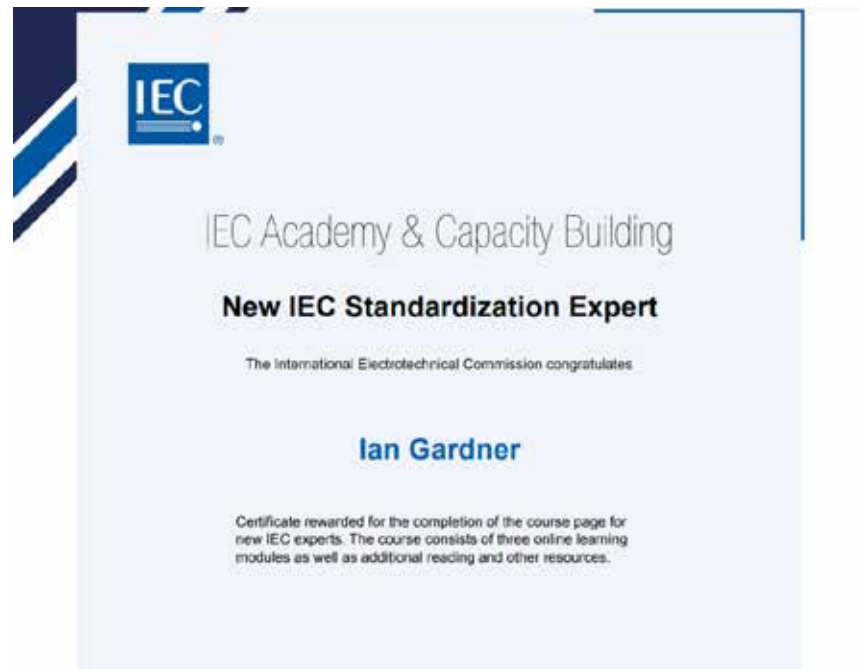 IEC
®
IEC Academy & Capacity Building
New IEC Standardization Expert
The International Electrotechnical Commission congratulates
Ian Gardner
Certificate rewarded for the completion of the course page for
new IEC experts. The course consists of three online learning
modules as well as additional reading and other resources.